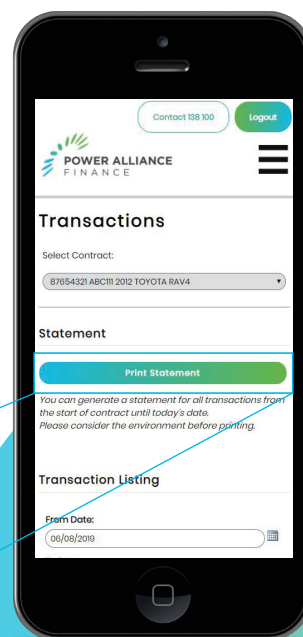 Contact 138 100
Logout
POWER ALLIANCE
FINANCE
Transactions
Select Contract:
87654321 ABC111 2012 TOYOTA RAV4
Statement
Print Statement
You can generate a statement for all transactions from
the start of contract until today's date.
Please consider the environment before printing.
Transaction Listing
From Date:
06/08/2019